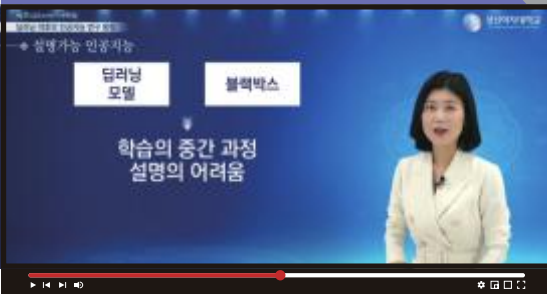 설명가능 인공지능
딥러닝
모델
블랙박스
학습의 중간 과정
설명의 어려움